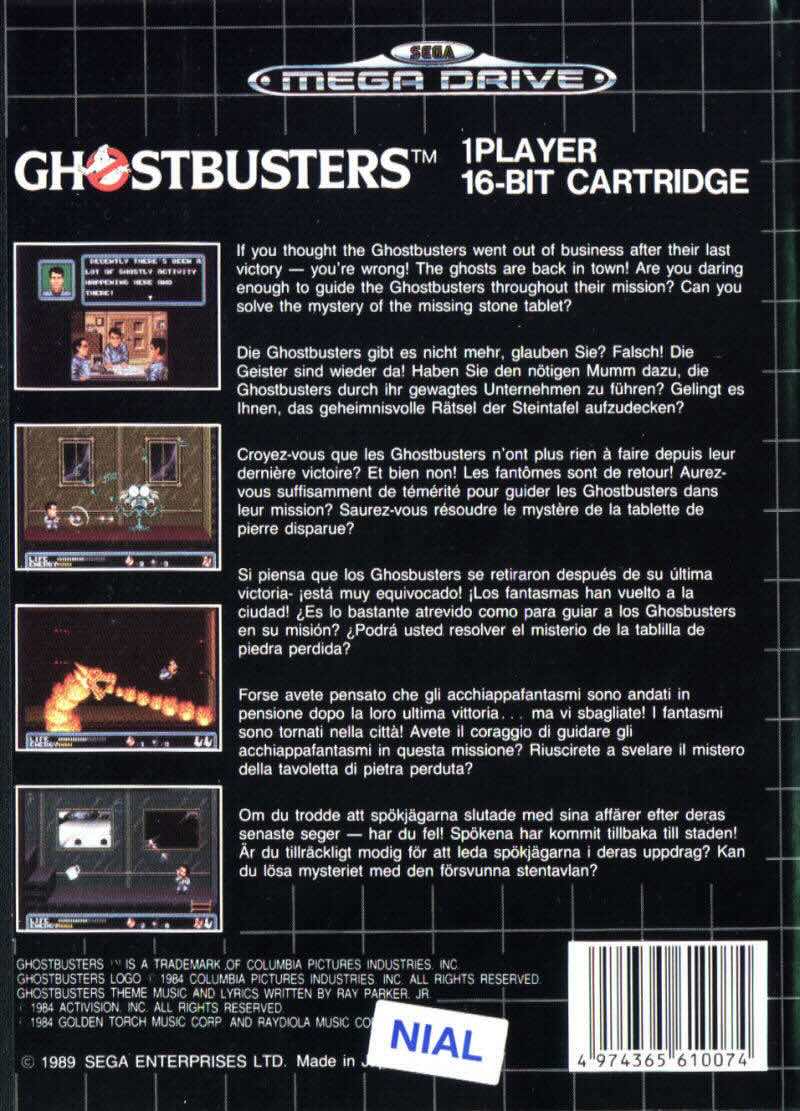 SEGA
MEGA DRIVE
GHOSTBUSTERS™
1PLAYER
16-BIT CARTRIDGE
RECENTLY THERE'S BEEN A
LOT OF GHOSTLY ACTIVITY
HAPPENING HERE AND
THERE!
If you thought the Ghostbusters went out of business after their last
victory — you're wrong! The ghosts are back in town! Are you daring
enough to guide the Ghostbusters throughout their mission? Can you
solve the mystery of the missing stone tablet?
Die Ghostbusters gibt es nicht mehr, glauben Sie? Falsch! Die
Geister sind wieder da! Haben Sie den nötigen Mumm dazu, die
Ghostbusters durch ihr gewagtes Unternehmen zu führen? Gelingt es
Ihnen, das geheimnisvolle Rätsel der Steintafel aufzudecken?
Croyez-vous que les Ghostbusters n'ont plus rien à faire depuis leur
dernière victoire? Et bien non! Les fantômes sont de retour! Aurez-
vous suffisamment de témérité pour guider les Ghostbusters dans
leur mission? Saurez-vous résoudre le mystère de la tablette de
pierre disparue?
Si piensa que los Ghosbusters se retiraron después de su última
victoria- ¡está muy equivocado! ¡Los fantasmas han vuelto a la
ciudad! ¿Es lo bastante atrevido como para guiar a los Ghosbusters
en su misión? ¿Podrá usted resolver el misterio de la tablilla de
piedra perdida?
Forse avete pensato che gli acchiappafantasmi sono andati in
pensione dopo la loro ultima vittoria... ma vi sbagliate! I fantasmi
sono tornati nella città! Avete il coraggio di guidare gli
acchiappafantasmi in questa missione? Riuscirete a svelare il mistero
della tavoletta di pietra perduta?
Om du trodde att spökjägarna slutade med sina affärer efter deras
senaste seger — har du fel! Spökena har kommit tillbaka till staden!
Är du tillräckligt modig för att leda spökjägarna i deras uppdrag? Kan
du lösa mysteriet med den försvunna stentavlan?
LIFE
ENERGY
LIFE
ENERGY
LIFE
ENERGY
GHOSTBUSTERS ™ IS A TRADEMARK OF COLUMBIA PICTURES INDUSTRIES. INC
GHOSTBUSTERS LOGO 1984 COLUMBIA PICTURES INDUSTRIES. INC. ALL RIGHTS RESERVED.
GHOSTBUSTERS THEME MUSIC AND LYRICS WRITTEN BY RAY PARKER. JR.
1984 ACTIVISION. INC. ALL RIGHTS RESERVED.
1984 GOLDEN TORCH MUSIC CORP. AND RAYDIOLA MUSIC
© 1989 SEGA ENTERPRISES LTD. Made in
NIAL
4 974365 610074